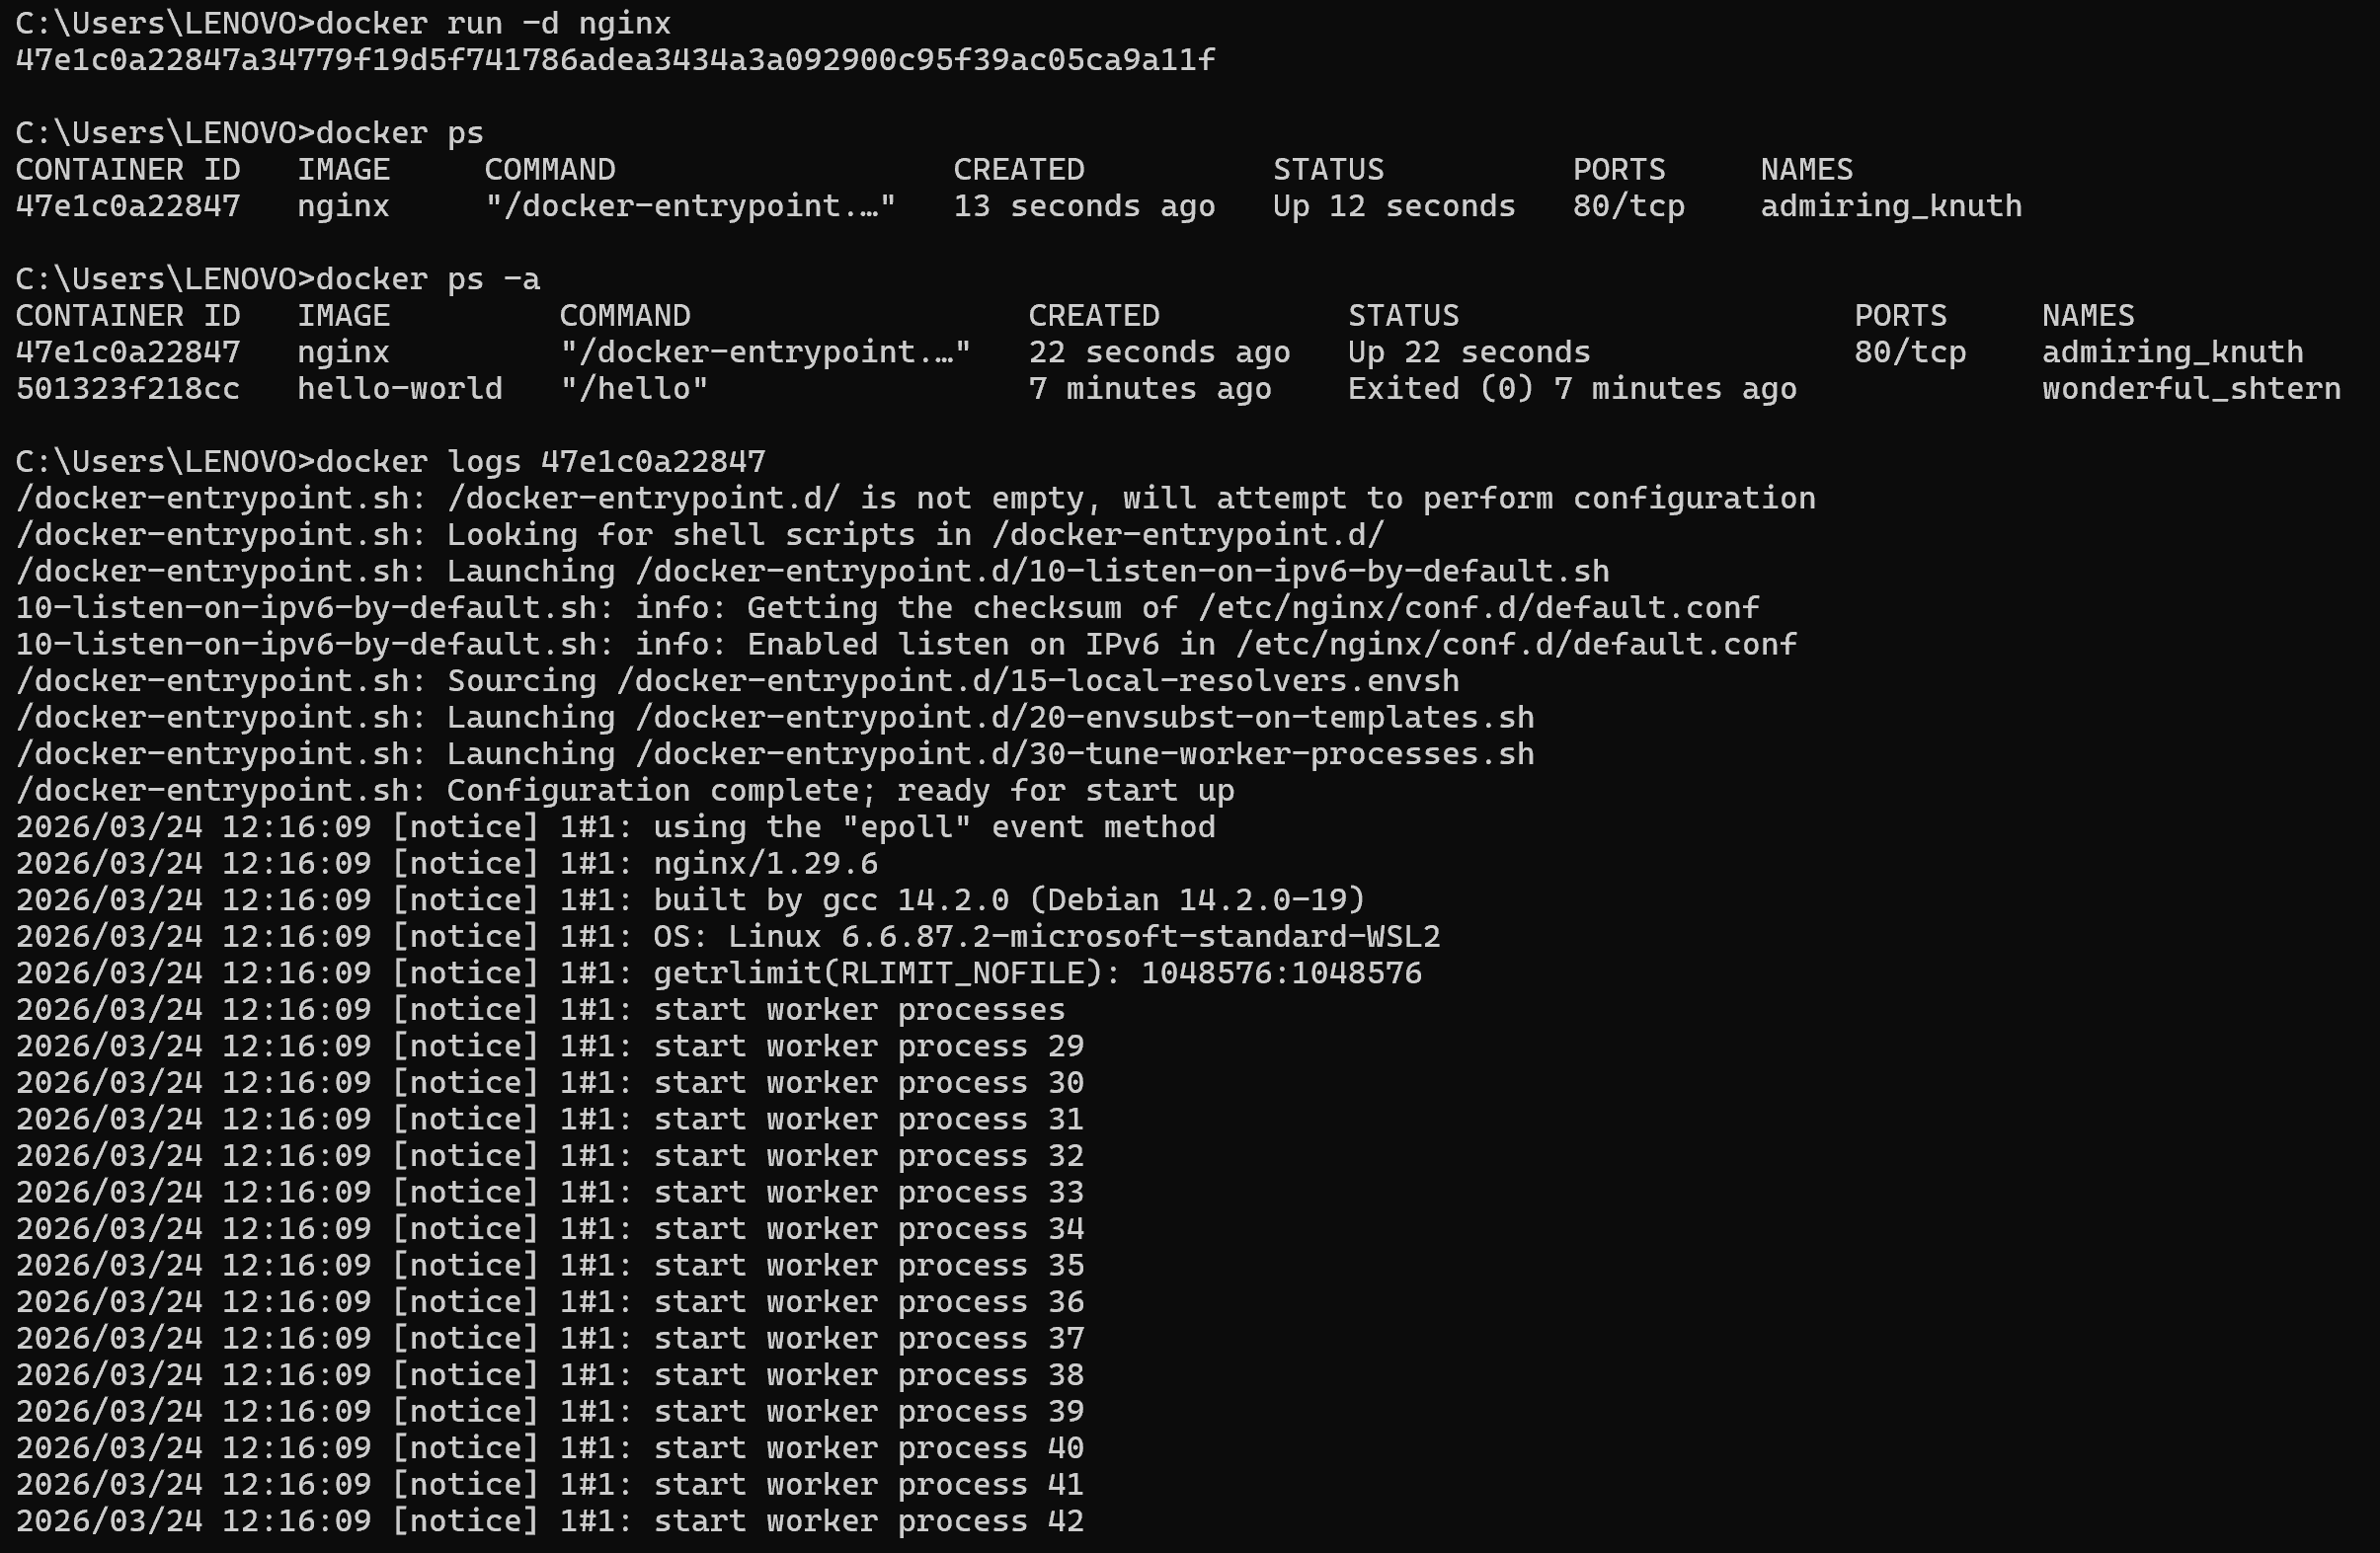 C:\Users\LENOVO>docker run -d nginx
47e1c0a22847a34779f19d5f741786adea3434a3a092900c95f39ac05ca9a11f
C:\Users\LENOVO>docker ps
CONTAINER ID   IMAGE     COMMAND                  CREATED          STATUS          PORTS     NAMES
47e1c0a22847   nginx     "/docker-entrypoint.…"   13 seconds ago   Up 12 seconds   80/tcp    admiring_knuth
C:\Users\LENOVO>docker ps -a
CONTAINER ID   IMAGE         COMMAND                  CREATED          STATUS                     PORTS     NAMES
47e1c0a22847   nginx         "/docker-entrypoint.…"   22 seconds ago   Up 22 seconds              80/tcp    admiring_knuth
501323f218cc   hello-world   "/hello"                 7 minutes ago    Exited (0) 7 minutes ago             wonderful_shtern
C:\Users\LENOVO>docker logs 47e1c0a22847
/docker-entrypoint.sh: /docker-entrypoint.d/ is not empty, will attempt to perform configuration
/docker-entrypoint.sh: Looking for shell scripts in /docker-entrypoint.d/
/docker-entrypoint.sh: Launching /docker-entrypoint.d/10-listen-on-ipv6-by-default.sh
10-listen-on-ipv6-by-default.sh: info: Getting the checksum of /etc/nginx/conf.d/default.conf
10-listen-on-ipv6-by-default.sh: info: Enabled listen on IPv6 in /etc/nginx/conf.d/default.conf
/docker-entrypoint.sh: Sourcing /docker-entrypoint.d/15-local-resolvers.envsh
/docker-entrypoint.sh: Launching /docker-entrypoint.d/20-envsubst-on-templates.sh
/docker-entrypoint.sh: Launching /docker-entrypoint.d/30-tune-worker-processes.sh
/docker-entrypoint.sh: Configuration complete; ready for start up
2026/03/24 12:16:09 [notice] 1#1: using the "epoll" event method
2026/03/24 12:16:09 [notice] 1#1: nginx/1.29.6
2026/03/24 12:16:09 [notice] 1#1: built by gcc 14.2.0 (Debian 14.2.0-19)
2026/03/24 12:16:09 [notice] 1#1: OS: Linux 6.6.87.2-microsoft-standard-WSL2
2026/03/24 12:16:09 [notice] 1#1: getrlimit(RLIMIT_NOFILE): 1048576:1048576
2026/03/24 12:16:09 [notice] 1#1: start worker processes
2026/03/24 12:16:09 [notice] 1#1: start worker process 29
2026/03/24 12:16:09 [notice] 1#1: start worker process 30
2026/03/24 12:16:09 [notice] 1#1: start worker process 31
2026/03/24 12:16:09 [notice] 1#1: start worker process 32
2026/03/24 12:16:09 [notice] 1#1: start worker process 33
2026/03/24 12:16:09 [notice] 1#1: start worker process 34
2026/03/24 12:16:09 [notice] 1#1: start worker process 35
2026/03/24 12:16:09 [notice] 1#1: start worker process 36
2026/03/24 12:16:09 [notice] 1#1: start worker process 37
2026/03/24 12:16:09 [notice] 1#1: start worker process 38
2026/03/24 12:16:09 [notice] 1#1: start worker process 39
2026/03/24 12:16:09 [notice] 1#1: start worker process 40
2026/03/24 12:16:09 [notice] 1#1: start worker process 41
2026/03/24 12:16:09 [notice] 1#1: start worker process 42